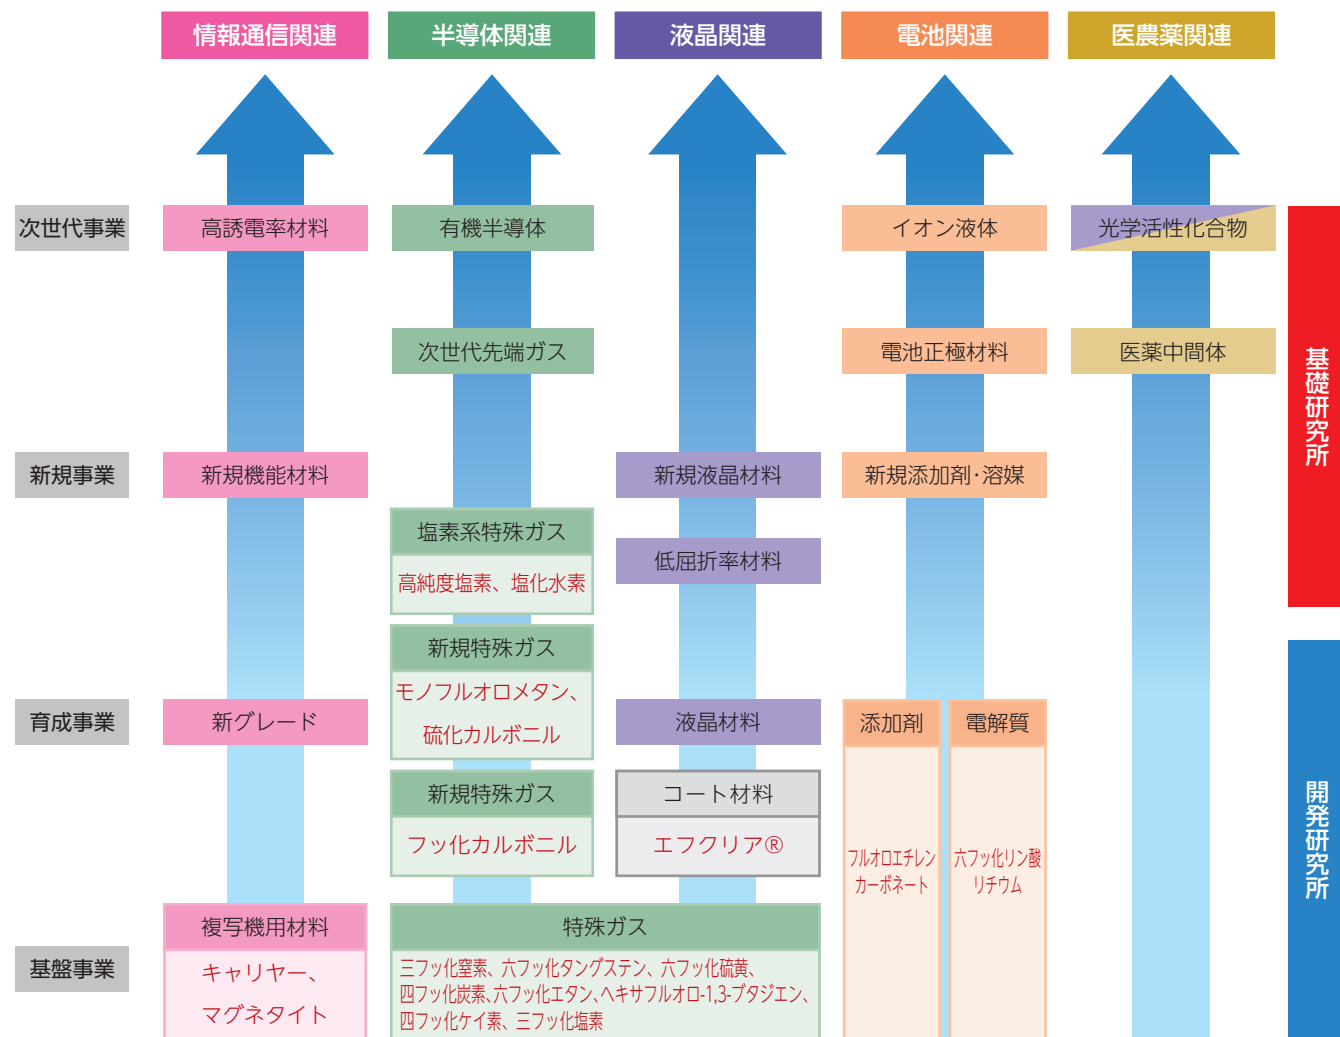 情報通信関連
半導体関連
液晶関連
電池関連
医農薬関連
次世代事業
高誘電率材料
有機半導体
イオン液体
光学活性化合物
次世代先端ガス
電池正極材料
医薬中間体
基礎研究所
新規事業
新規機能材料
新規液晶材料
新規添加剤・溶媒
塩素系特殊ガス
高純度塩素、塩化水素
低屈折率材料
新規特殊ガス
モノフルオロメタン、
硫化カルボニル
育成事業
新グレード
液晶材料
添加剤
電解質
新規特殊ガス
フッ化カルボニル
コート材料
エフクリア®
フルオロエチレン
カーボネート
六フッ化リン酸
リチウム
開発研究所
基盤事業
複写機用材料
キャリヤー、
マグネタイト
特殊ガス
三フッ化窒素、六フッ化タングステン、六フッ化硫黄、
四フッ化炭素、六フッ化エタン、ヘキサフルオロ-1,3-ブタジエン、
四フッ化ケイ素、三フッ化塩素